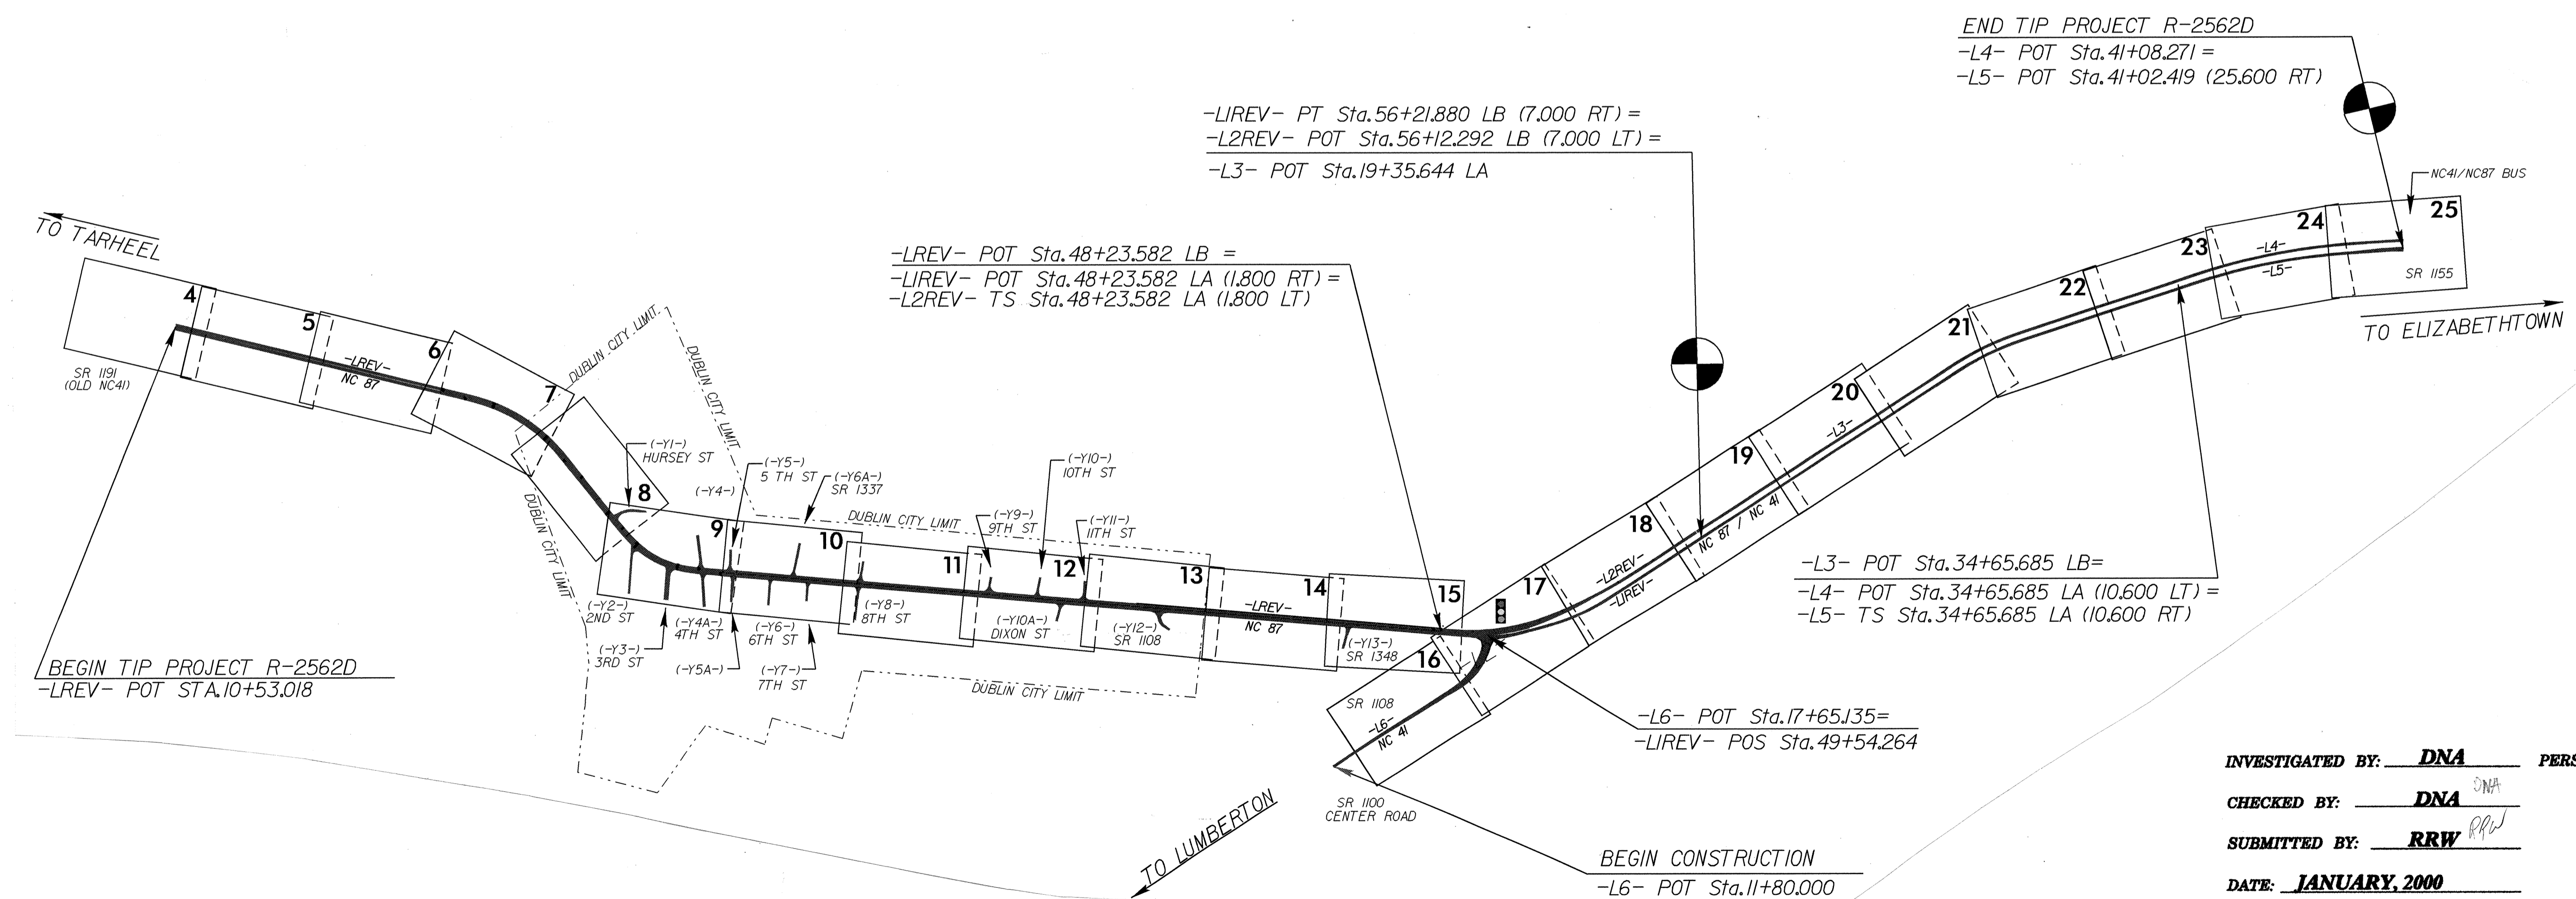 END TIP PROJECT R-2562D
-L4- POT Sta.41+08.271 =
-L5- POT Sta.41+02.419 (25.600 RT)
-L1REV- PT Sta.56+21.880 LB (7.000 RT) =
-L2REV- POT Sta.56+12.292 LB (7.000 LT) =
-L3- POT Sta.19+35.644 LA
NC41/NC87 BUS
TO TARHEEL
-LREV- POT Sta.48+23.582 LB =
-L1REV- POT Sta.48+23.582 LA (1.800 RT) =
-L2REV- TS Sta.48+23.582 LA (1.800 LT)
4
5
6
7
8
9
10
11
12
13
14
15
16
17
18
19
20
21
22
23
24
25
-L4-
-L5-
SR 1155
TO ELIZABETHTOWN
SR 1191
(OLD NC41)
-LREV-
NC 87
DUBLIN CITY LIMIT
DUBLIN CITY LIMIT
DUBLIN CITY LIMIT
DUBLIN CITY LIMIT
DUBLIN CITY LIMIT
(-Y1-)
HURSEY ST
(-Y4-)
(-Y5-)
5 TH ST
(-Y6A-)
SR 1337
(-Y9-)
9TH ST
(-Y10-)
10TH ST
(-Y11-)
11TH ST
-L3-
NC 87 / NC 41
-L2REV-
-L1REV-
-L3- POT Sta.34+65.685 LB=
-L4- POT Sta.34+65.685 LA (10.600 LT) =
-L5- TS Sta.34+65.685 LA (10.600 RT)
(-Y2-)
2ND ST
(-Y3-)
3RD ST
(-Y4A-)
4TH ST
(-Y5A-)
(-Y6-)
6TH ST
(-Y7-)
7TH ST
(-Y8-)
8TH ST
(-Y10A-)
DIXON ST
(-Y12-)
SR 1108
-LREV-
NC 87
(-Y13-)
SR 1348
BEGIN TIP PROJECT R-2562D
-LREV- POT STA.10+53.018
SR 1108
-L6-
NC 41
-L6- POT Sta.17+65.135=
-L1REV- POS Sta.49+54.264
SR 1100
CENTER ROAD
TO LUMBERTON
BEGIN CONSTRUCTION
-L6- POT Sta.11+80.000
INVESTIGATED BY: DNA PERS
CHECKED BY: DNA DNA
SUBMITTED BY: RRW RRW
DATE: JANUARY, 2000